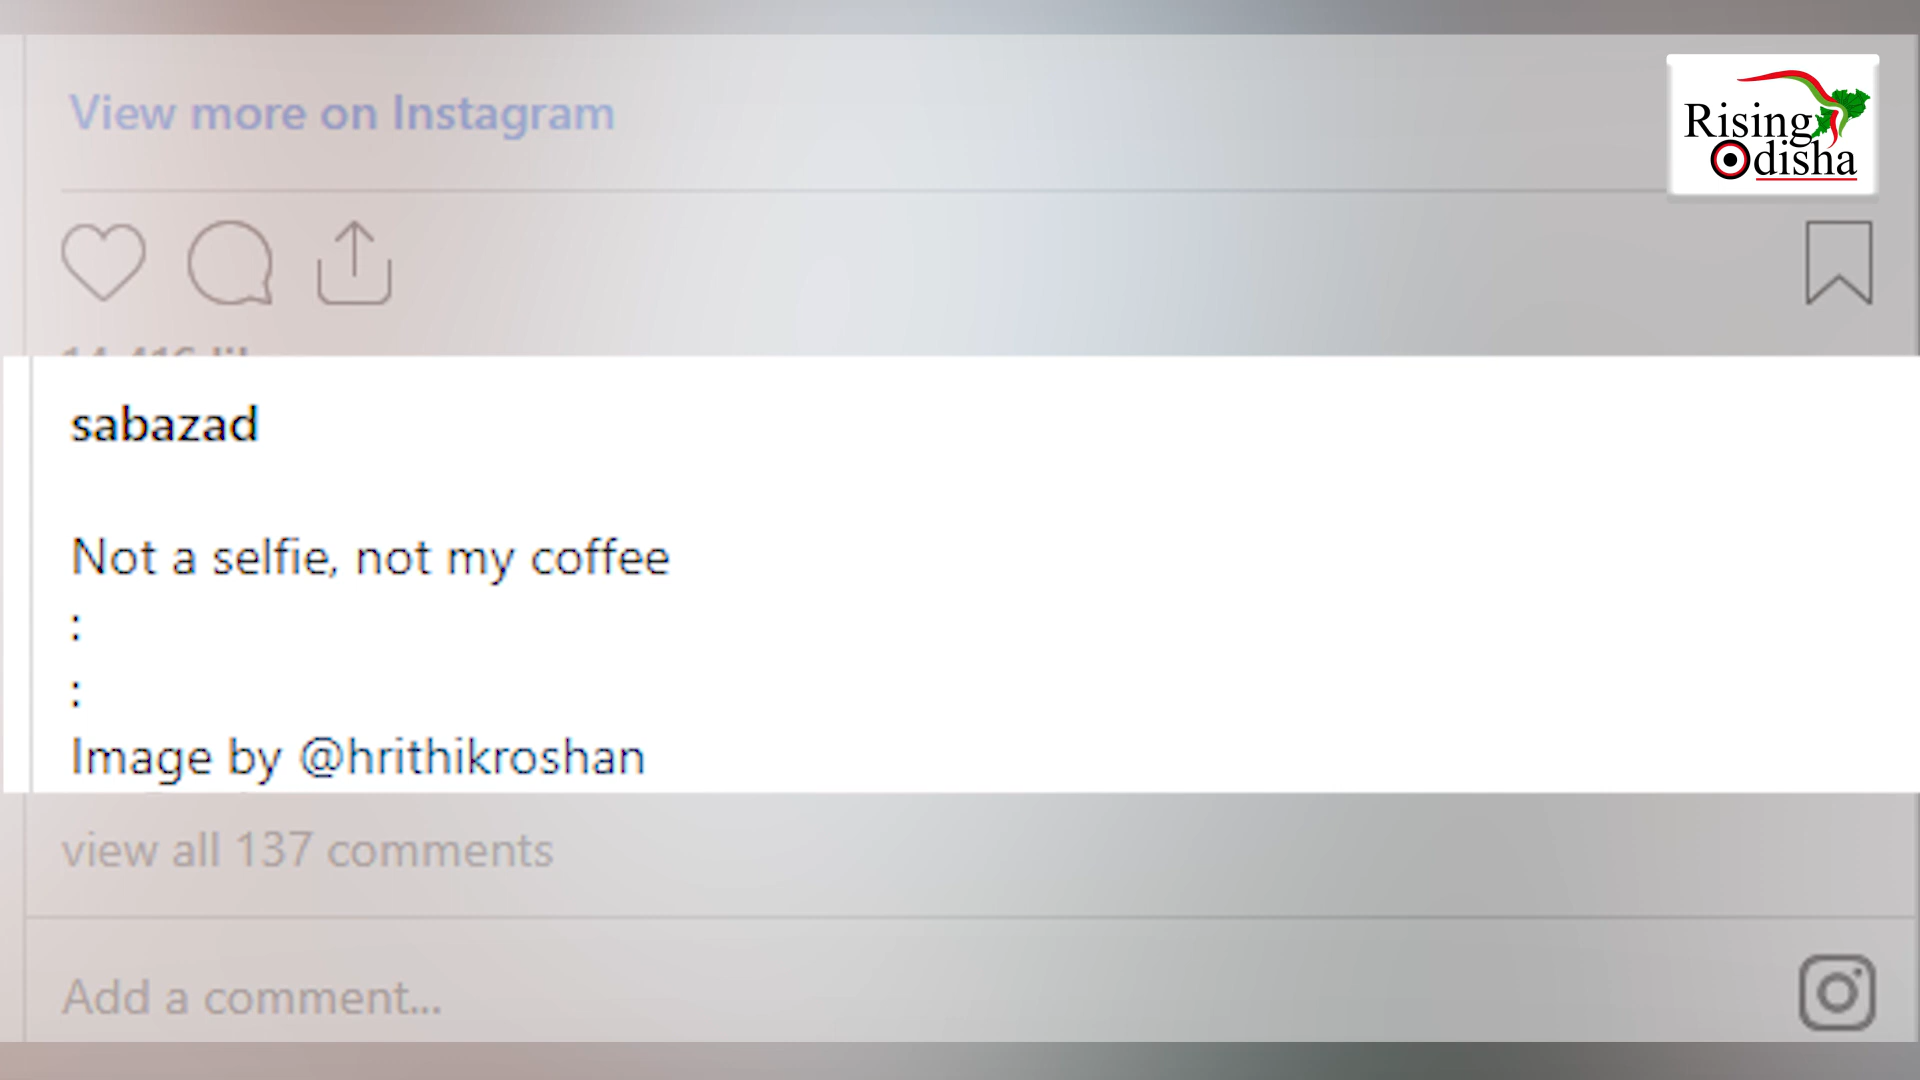 View more on Instagram
Rising
Odisha
sabazad
Not a selfie, not my coffee
:
:
Image by @hrithikroshan
view all 137 comments
Add a comment...